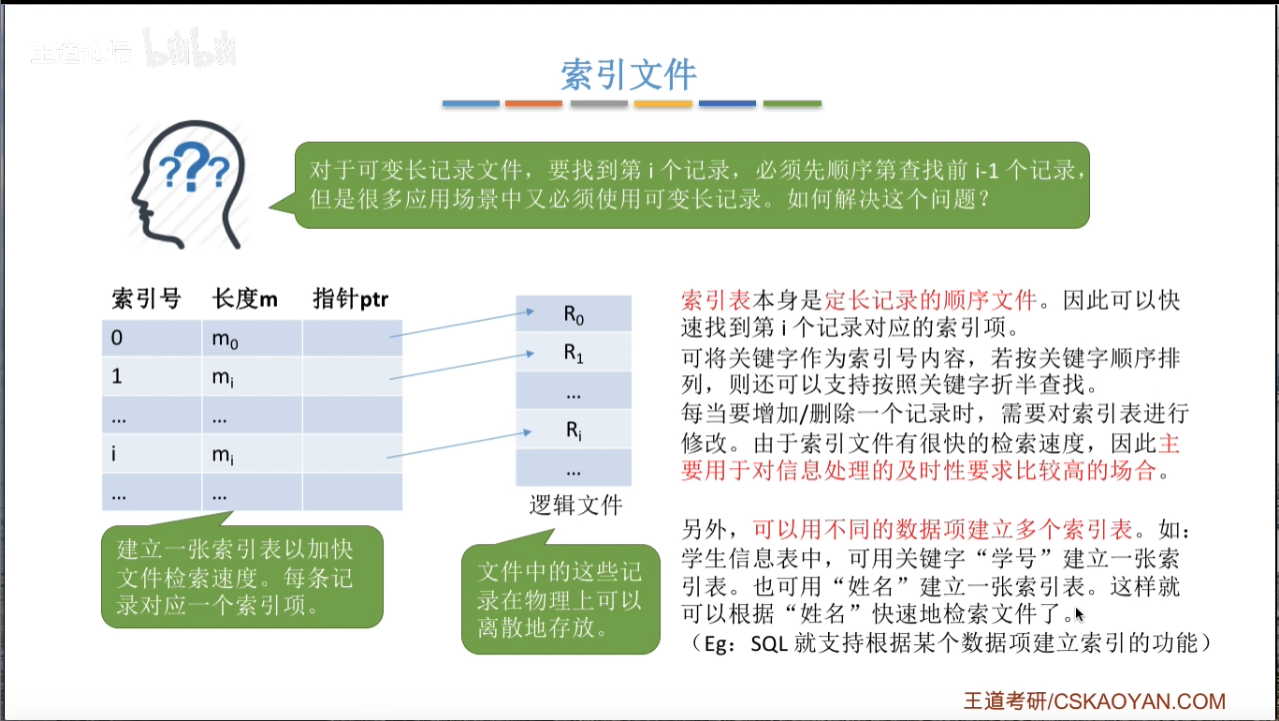 王道论坛 bilibili
索引文件
???
对于可变长记录文件，要找到第 i 个记录，必须先顺序第查找前 i-1 个记录，
但是很多应用场景中又必须使用可变长记录。如何解决这个问题？
索引号 长度m 指针ptr
0 m0
1 mi
... ...
i mi
... ...
R0
R1
...
Ri
...
逻辑文件
建立一张索引表以加快
文件检索速度。每条记
录对应一个索引项。
文件中的这些记
录在物理上可以
离散地存放。
索引表本身是定长记录的顺序文件。因此可以快
速找到第 i 个记录对应的索引项。
可将关键字作为索引号内容，若按关键字顺序排
列，则还可以支持按照关键字折半查找。
每当要增加/删除一个记录时，需要对索引表进行
修改。由于索引文件有很快的检索速度，因此主
要用于对信息处理的及时性要求比较高的场合。
另外，可以用不同的数据项建立多个索引表。如：
学生信息表中，可用关键字“学号”建立一张索
引表。也可用“姓名”建立一张索引表。这样就
可以根据“姓名”快速地检索文件了。
（Eg：SQL 就支持根据某个数据项建立索引的功能）
王道考研/CSKAOYAN.COM